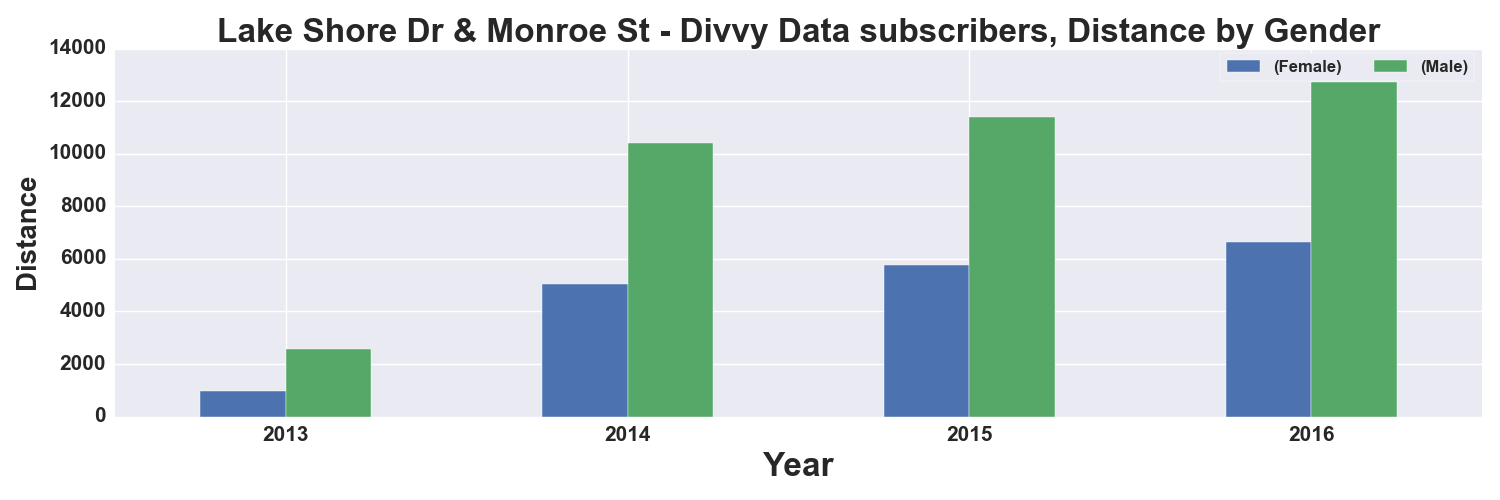 Lake Shore Dr & Monroe St - Divvy Data subscribers, Distance by Gender
(Female) (Male)
14000
12000
10000
8000
6000
4000
2000
0
Distance
2013 2014 2015 2016
Year